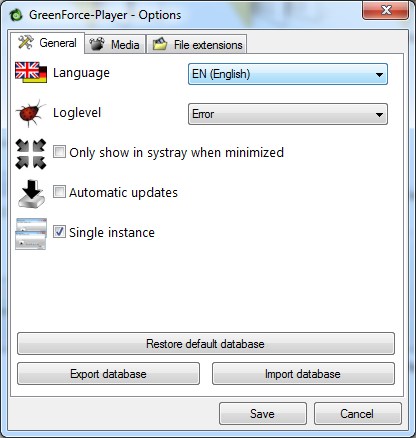 GreenForce-Player - Options
General
Media
File extensions
Language
EN (English)
Loglevel
Error
Only show in systray when minimized
Automatic updates
Single instance
Restore default database
Export database
Import database
Save
Cancel